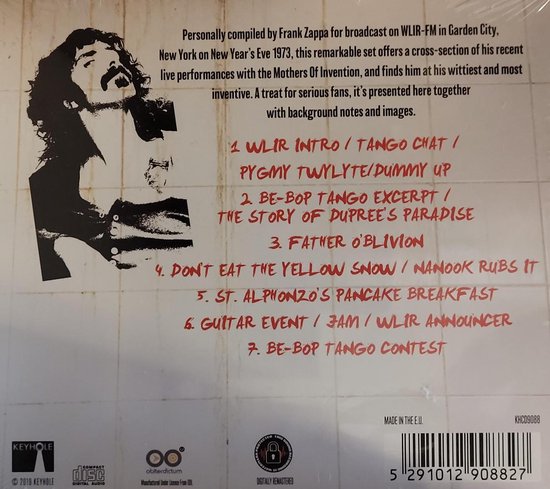 Personally compiled by Frank Zappa for broadcast on WLIR-FM in Garden City,
New York on New Year's Eve 1973, this remarkable set offers a cross-section of his recent
live performances with the Mothers Of Invention, and finds him at his wittiest and most
inventive. A treat for serious fans, it's presented here together
with background notes and images.
1 WLIR INTRO / TANGO CHAT /
PYGMY TWYLYTE/DUMMY UP
2. BE-BOP TANGO EXCERPT /
THE STORY OF DUPREE'S PARADISE
3. FATHER O'BLIVION
4. DON'T EAT THE YELLOW SNOW / NANOOK RUBS IT
5. ST. ALPHONZO'S PANCAKE BREAKFAST
6. GUITAR EVENT / JAM / WLIR ANNOUNCER
7. BE-BOP TANGO CONTEST
MADE IN THE E.U.
KHCD9088
KEYHOLE
© 2019 KEYHOLE
COMPACT
disc
DIGITAL AUDIO
obiterdictum
Manufactured Under License From ODL
DIGITALLY REMASTERED
5 291012 908827